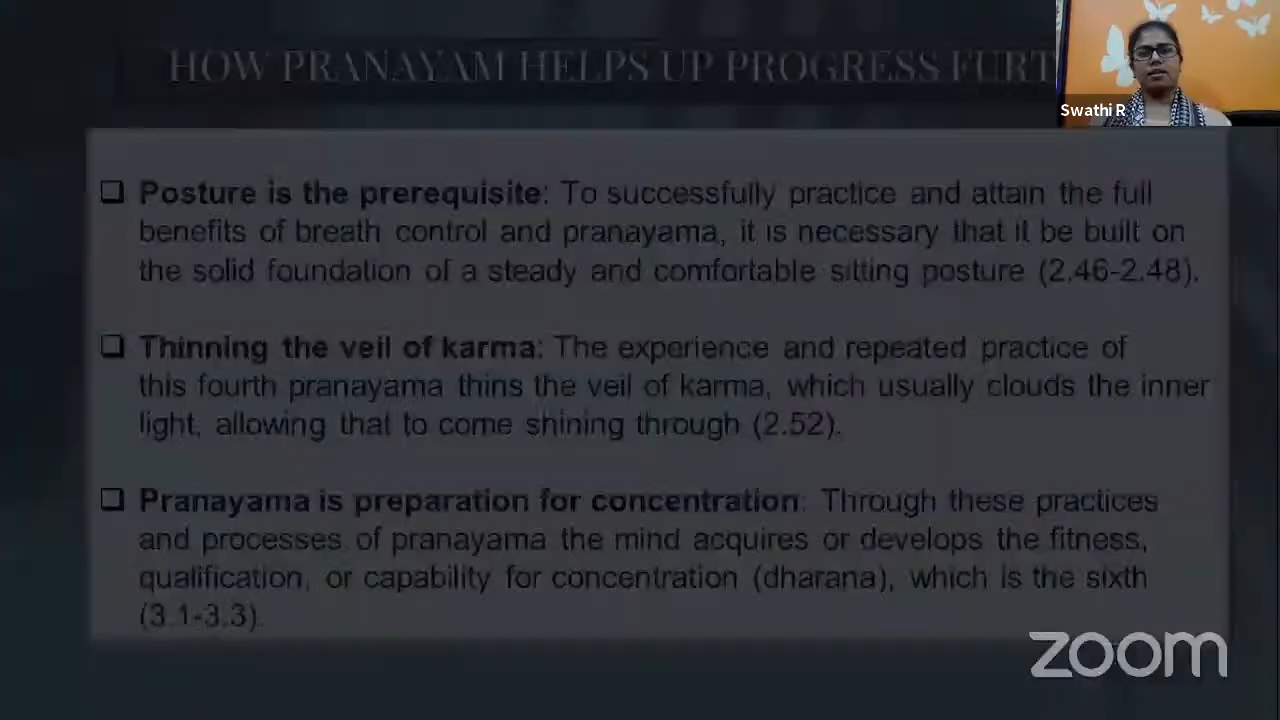 HOW PRANAYAM HELPS UP PROGRESS FURT
Swathi R
❑ Posture is the prerequisite: To successfully practice and attain the full
benefits of breath control and pranayama, it is necessary that it be built on
the solid foundation of a steady and comfortable sitting posture (2.46-2.48).
❑ Thinning the veil of karma: The experience and repeated practice of
this fourth pranayama thins the veil of karma, which usually clouds the inner
light, allowing that to come shining through (2.52).
❑ Pranayama is preparation for concentration: Through these practices
and processes of pranayama the mind acquires or develops the fitness,
qualification, or capability for concentration (dharana), which is the sixth
(3.1-3.3).
zoom